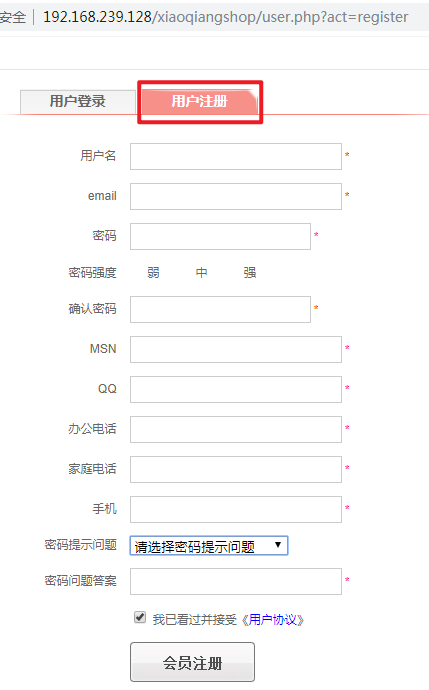 安全 192.168.239.128/xiaoqiangshop/user.php?act=register
用户登录 用户注册
用户名 *
email *
密码 *
密码强度 弱 中 强
确认密码 *
MSN *
QQ *
办公电话 *
家庭电话 *
手机 *
密码提示问题 请选择密码提示问题
密码问题答案 *
我已看过并接受《用户协议》
会员注册